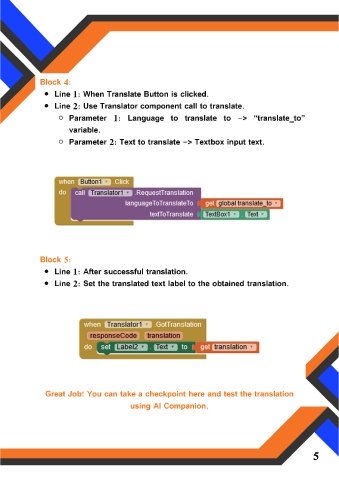 Block 4:
● Line 1: When Translate Button is clicked.
● Line 2: Use Translator component call to translate.
○ Parameter 1: Language to translate to –> “translate_to”
variable.
○ Parameter 2: Text to translate –> Textbox input text.
when Button1 .Click
do call Translator1 .RequestTranslation
languageToTranslateTo get global translate_to
textToTranslate TextBox1 . Text
Block 5:
● Line 1: After successful translation.
● Line 2: Set the translated text label to the obtained translation.
when Translator1 .GotTranslation
responseCode translation
do set Label2 . Text to get translation
Great Job! You can take a checkpoint here and test the translation
using AI Companion.
5